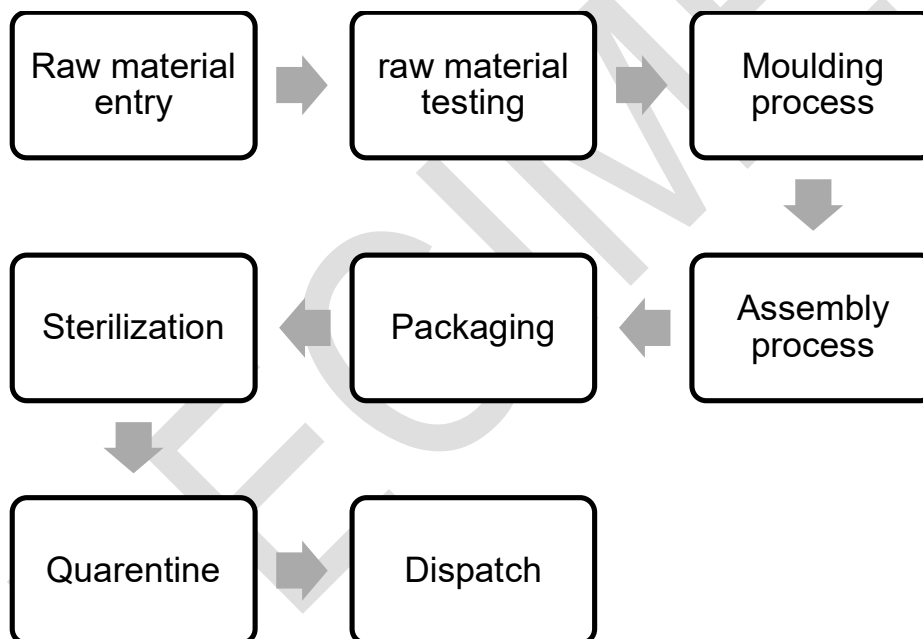 Raw material
entry
raw material
testing
Moulding
process
Assembly
process
Packaging
Sterilization
Quarentine
Dispatch